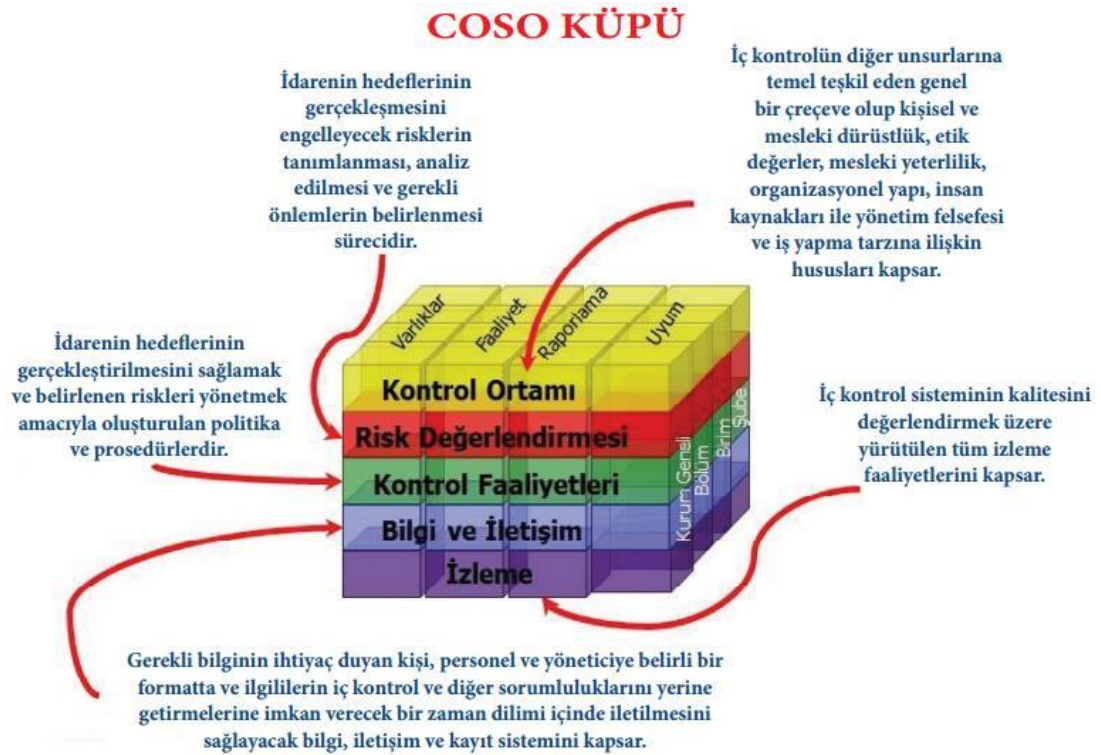 COSO KÜPÜ
İdarenin hedeflerinin
gerçekleşmesini
engelleyecek risklerin
tanımlanması, analiz
edilmesi ve gerekli
önlemlerin belirlenmesi
sürecidir.
İç kontrolün diğer unsurlarına
temel teşkil eden genel
bir çreçeve olup kişisel ve
mesleki dürüstlük, etik
değerler, mesleki yeterlilik,
organizasyonel yapı, insan
kaynakları ile yönetim felsefesi
ve iş yapma tarzına ilişkin
hususları kapsar.
İdarenin hedeflerinin
gerçekleştirilmesini sağlamak
ve belirlenen riskleri yönetmek
amacıyla oluşturulan politika
ve prosedürlerdir.
Varlıklar
Faaliyet
Raporlama
Uyum
Kontrol Ortamı
Risk Değerlendirmesi
Kontrol Faaliyetleri
Bilgi ve İletişim
İzleme
Kurum Geneli
Bölüm
Birim
Şube
İç kontrol sisteminin kalitesini
değerlendirmek üzere
yürütülen tüm izleme
faaliyetlerini kapsar.
Gerekli bilginin ihtiyaç duyan kişi, personel ve yöneticiye belirli bir
formatta ve ilgililerin iç kontrol ve diğer sorumluluklarını yerine
getirmelerine imkan verecek bir zaman dilimi içinde iletilmesini
sağlayacak bilgi, iletişim ve kayıt sistemini kapsar.